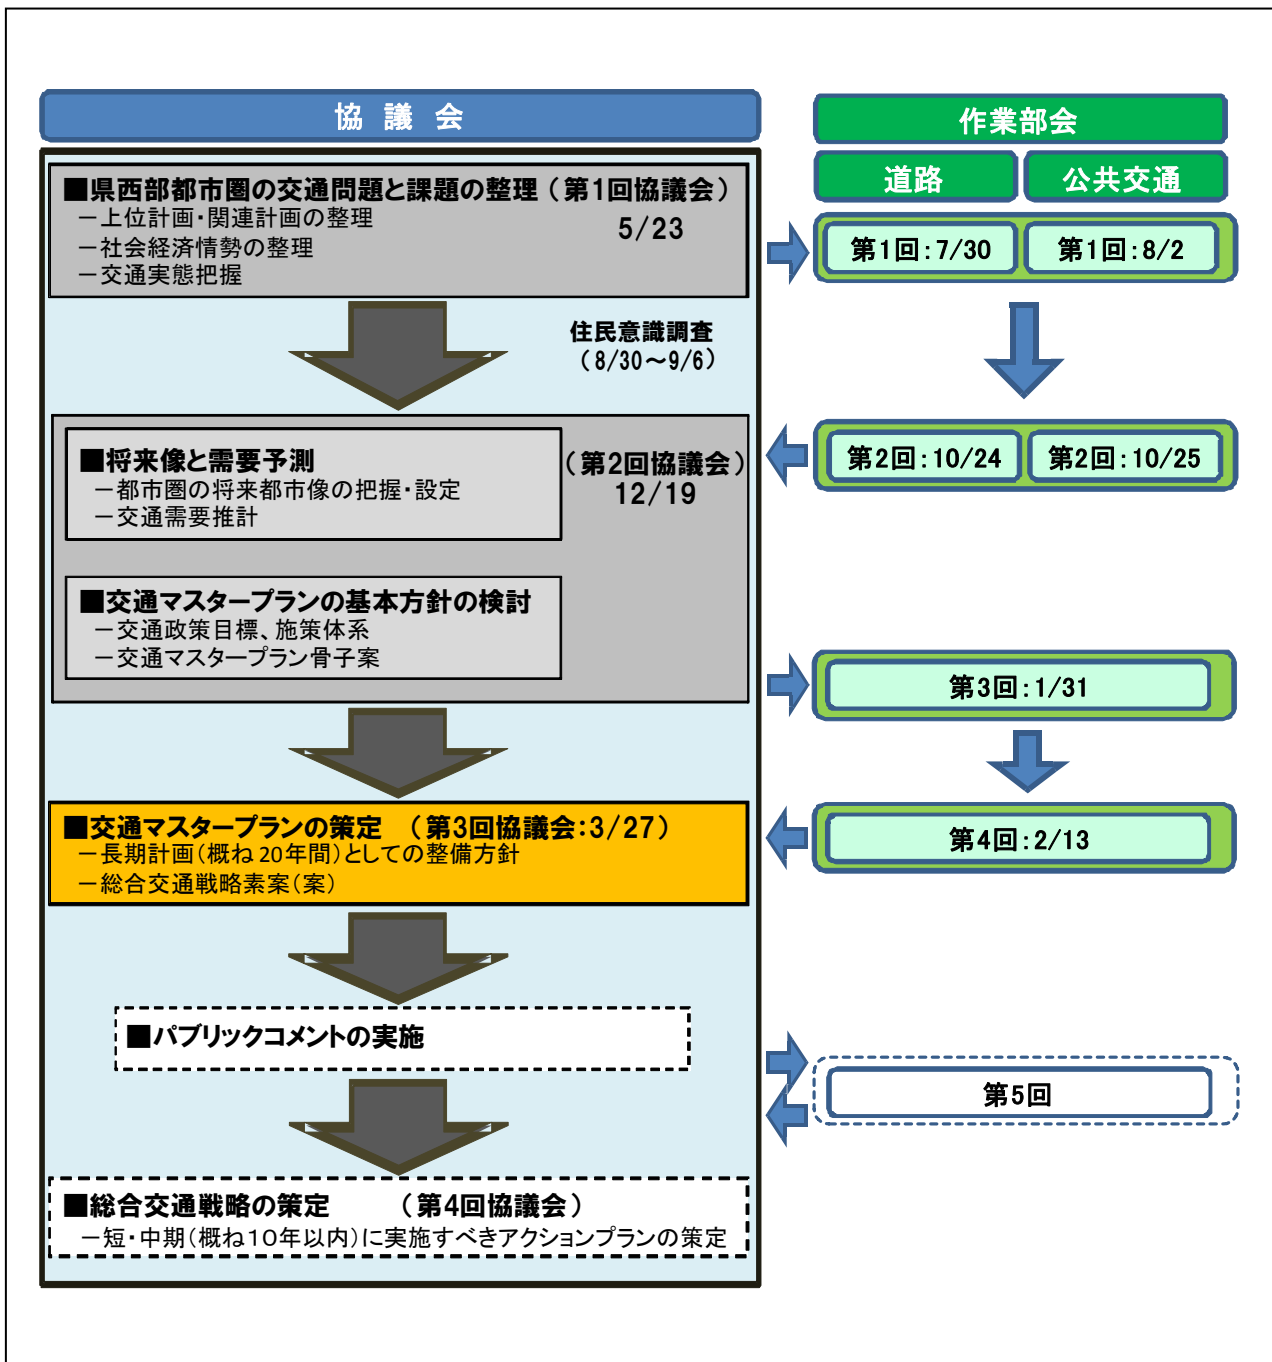 協 議 会
■県西部都市圏の交通問題と課題の整理（第1回協議会）
－上位計画・関連計画の整理
5/23
－社会経済情勢の整理
－交通実態把握
住民意識調査
（8/30～9/6）
■将来像と需要予測
（第2回協議会）
－都市圏の将来都市像の把握・設定
12/19
－交通需要推計
■交通マスタープランの基本方針の検討
－交通政策目標、施策体系
－交通マスタープラン骨子案
■交通マスタープランの策定 （第3回協議会：3/27）
－長期計画（概ね20年間）としての整備方針
－総合交通戦略素案（案）
■パブリックコメントの実施
■総合交通戦略の策定 （第4回協議会）
－短・中期（概ね１０年以内）に実施すべきアクションプランの策定
作業部会
道路
公共交通
第1回：7/30
第1回：8/2
第2回：10/24
第2回：10/25
第3回：1/31
第4回：2/13
第5回